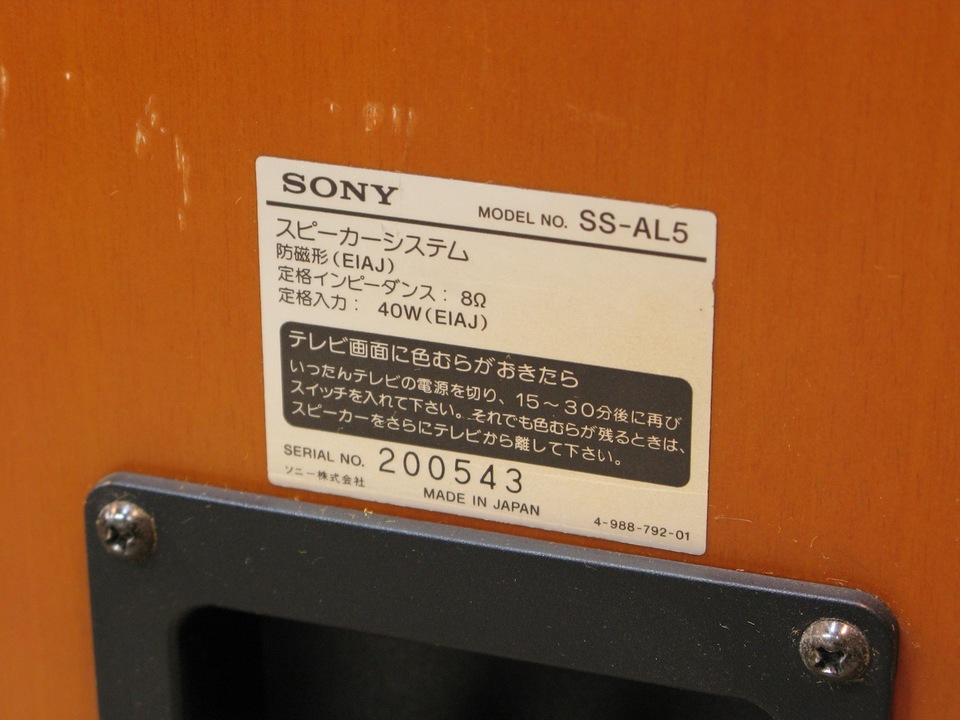 SONY
MODEL NO. SS-AL5
スピーカーシステム
防磁形(EIAJ)
定格インピーダンス: 8Ω
定格入力: 40W(EIAJ)
テレビ画面に色むらがおきたら
いったんテレビの電源を切り、15～30分後に再び
スイッチを入れて下さい。それでも色むらが残るときは、
スピーカーをさらにテレビから離して下さい。
SERIAL NO. 200543
ソニー株式会社
MADE IN JAPAN
4-988-792-01